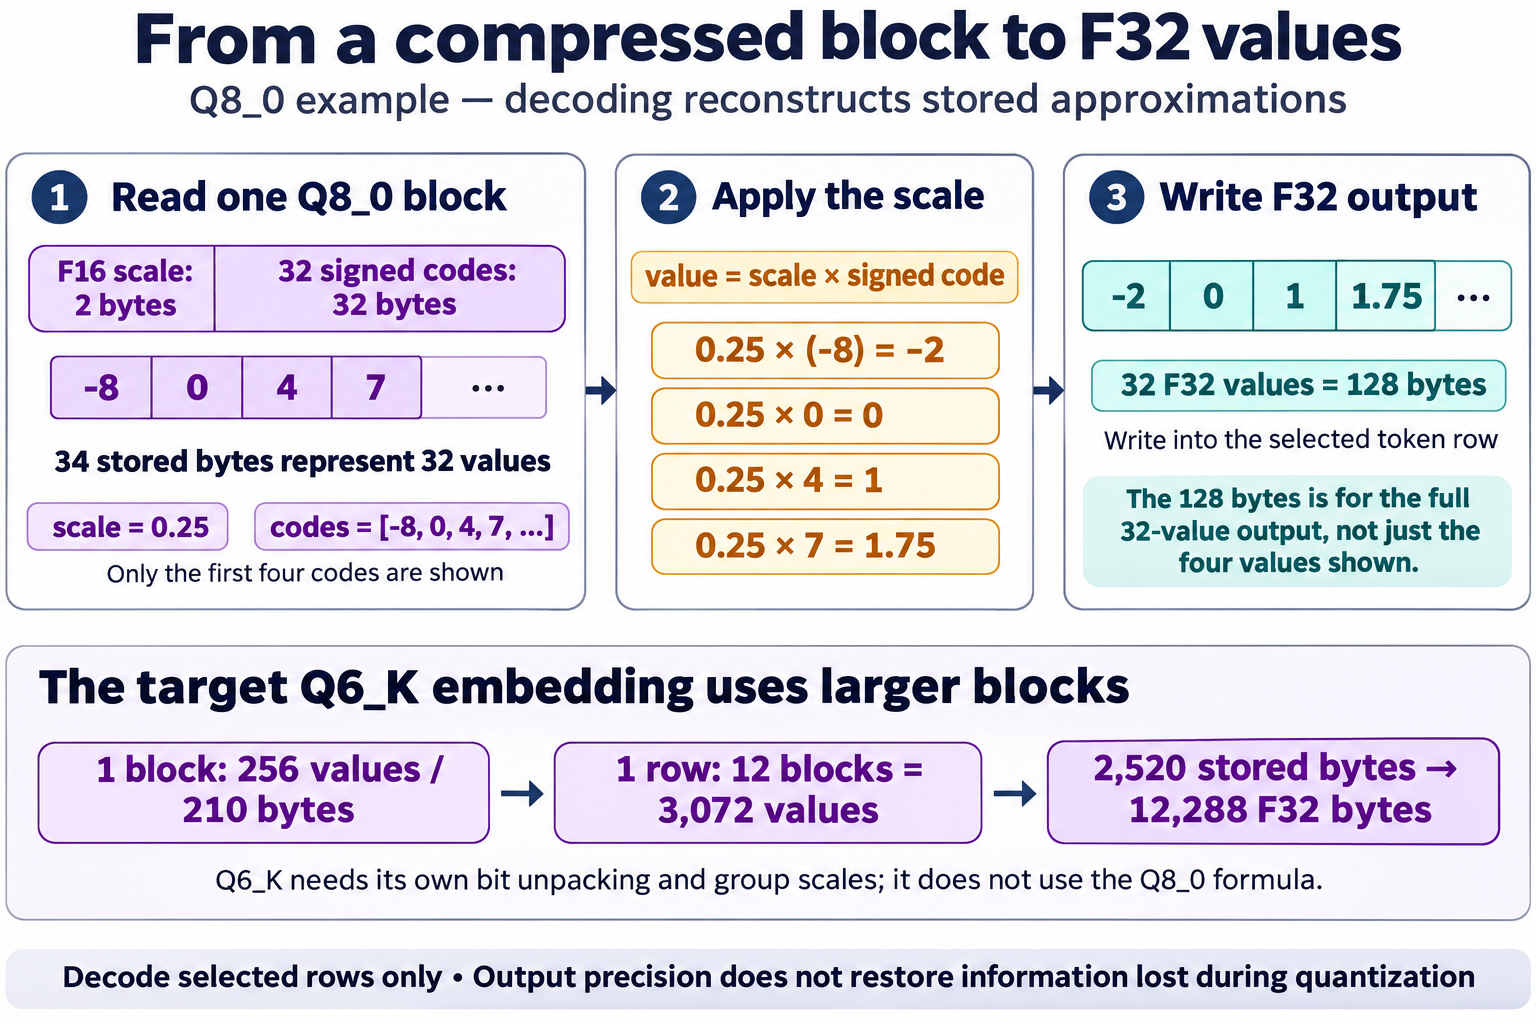 From a compressed block to F32 values
Q8_0 example — decoding reconstructs stored approximations
1 Read one Q8_0 block
F16 scale:
2 bytes
32 signed codes:
32 bytes
-8 0 4 7 ...
34 stored bytes represent 32 values
scale = 0.25
codes = [-8, 0, 4, 7, ...]
Only the first four codes are shown
2 Apply the scale
value = scale × signed code
0.25 × (-8) = -2
0.25 × 0 = 0
0.25 × 4 = 1
0.25 × 7 = 1.75
3 Write F32 output
-2 0 1 1.75 ...
32 F32 values = 128 bytes
Write into the selected token row
The 128 bytes is for the full
32-value output, not just the
four values shown.
The target Q6_K embedding uses larger blocks
1 block: 256 values /
210 bytes
1 row: 12 blocks =
3,072 values
2,520 stored bytes →
12,288 F32 bytes
Q6_K needs its own bit unpacking and group scales; it does not use the Q8_0 formula.
Decode selected rows only • Output precision does not restore information lost during quantization